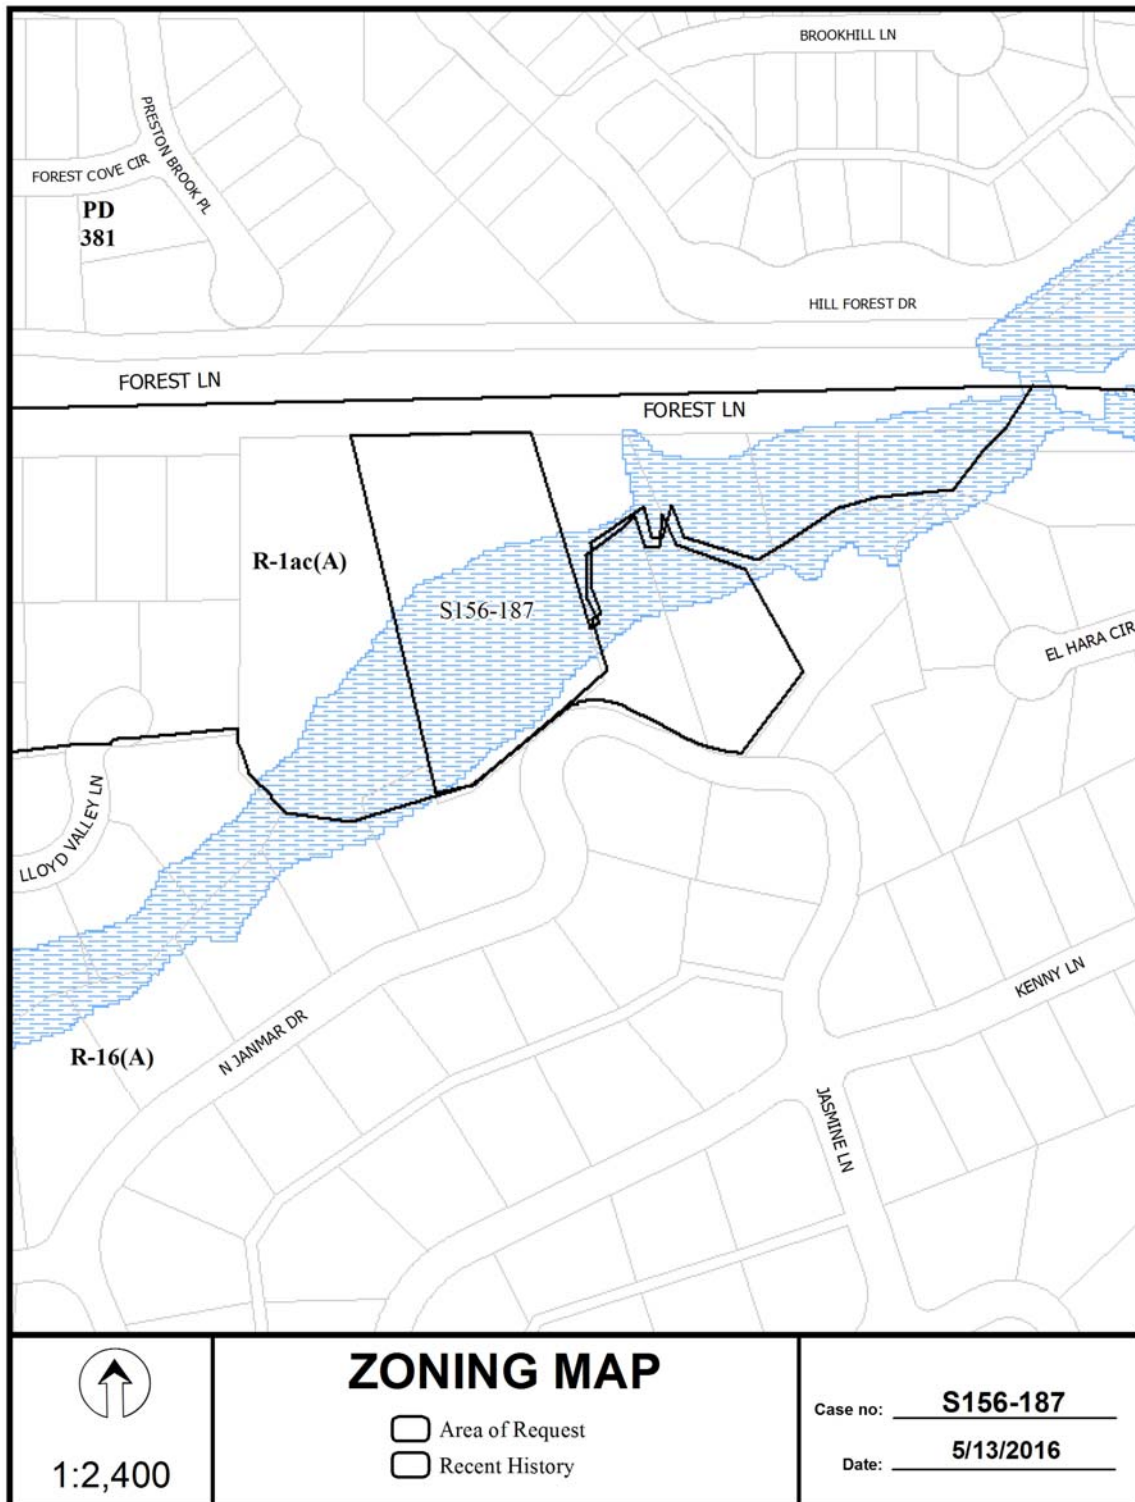 BROOKHILL LN
PRESTON BROOK PL
FOREST COVE CIR
PD
381
HILL FOREST DR
FOREST LN
FOREST LN
R-1ac(A)
S156-187
EL HARA CIR
LLOYD VALLEY LN
KENNY LN
N JANMAR DR
R-16(A)
JASMINE LN
1:2,400
ZONING MAP
Area of Request
Recent History
Case no: S156-187
Date: 5/13/2016